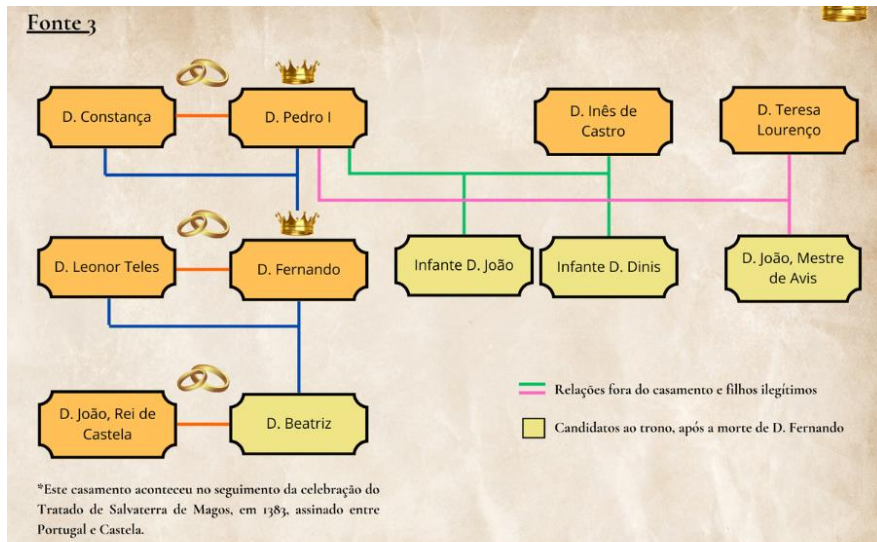 Fonte 3
D. Constança
D. Pedro I
D. Inês de
Castro
D. Teresa
Lourenço
D. Leonor Teles
D. Fernando
Infante D. João
Infante D. Dinis
D. João, Mestre
de Avis
Relações fora do casamento e filhos ilegítimos
D. João, Rei de
Castela
D. Beatriz
Candidatos ao trono, após a morte de D. Fernando
*Este casamento aconteceu no seguimento da celebração do
Tratado de Salvaterra de Magos, em 1383, assinado entre
Portugal e Castela.